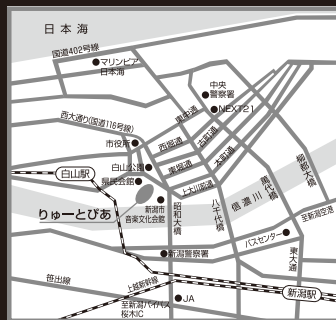 日本海
国道402号線
マリンピア
日本海
中央
警察署
NEXT21
西大通り(国道116号線)
東中通
市役所
西堀通
古町通
本町通
東堀通
上大川前通
白山公園
県民会館
白山駅
りゅーとぴあ
新潟市
音楽文化会館
昭和大橋
八千代橋
信濃川
萬代橋
柳都大橋
至新潟空港
バスセンター
東大通
新潟警察署
笹出線
上越新幹線
至新潟バイパス
桜木IC
JA
新潟駅